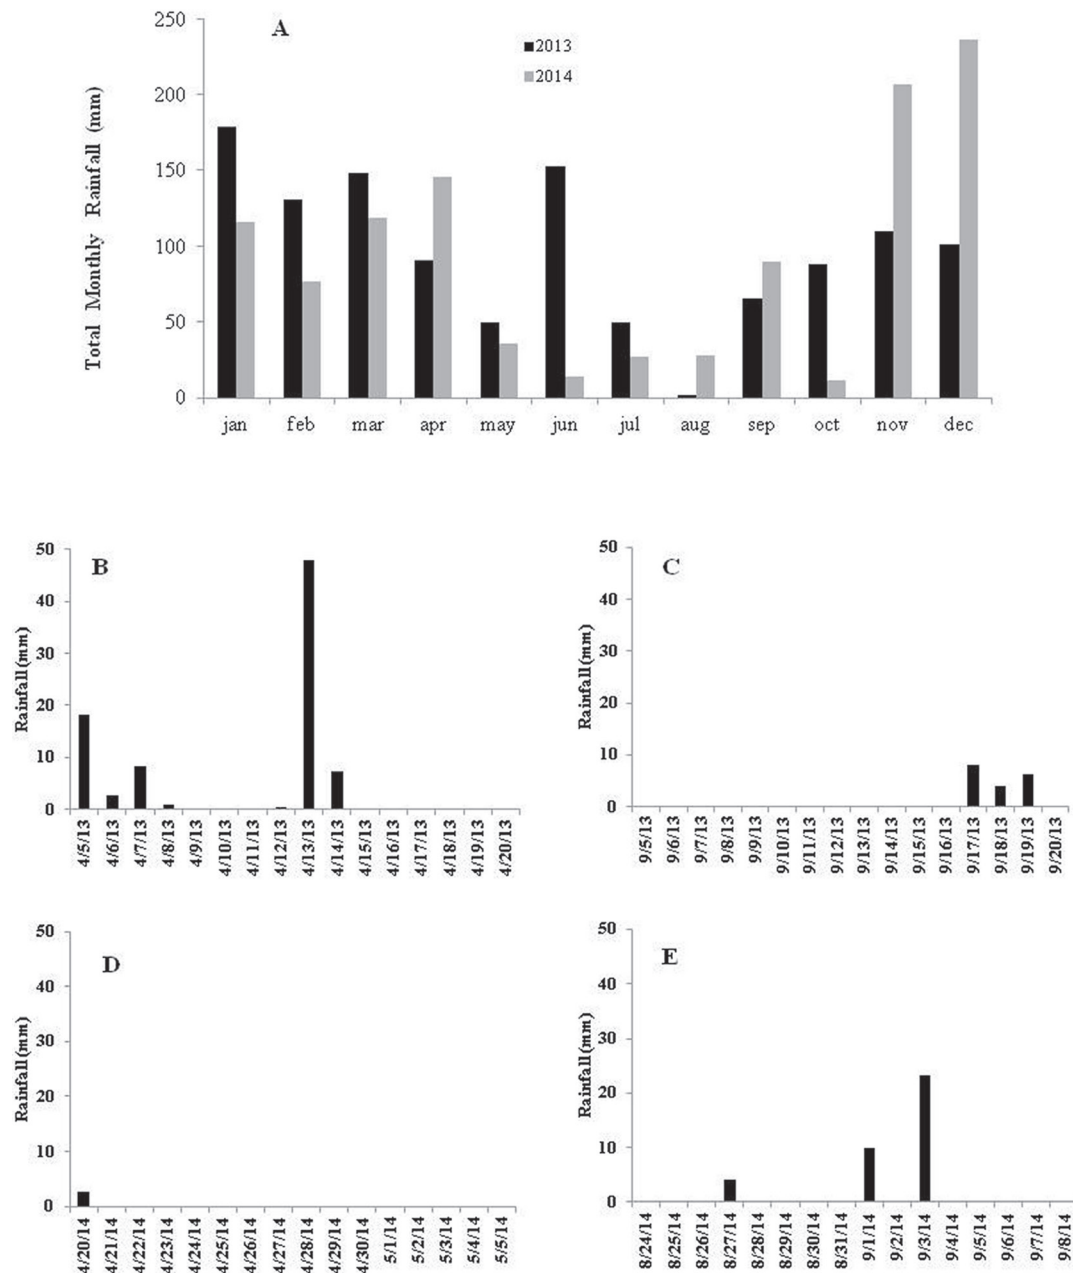 A
2013
2014
Total Monthly Rainfall (mm)
250
200
150
100
50
0
jan feb mar apr may jun jul aug sep oct nov dec
B
Rainfall(mm)
50
40
30
20
10
0
4/5/13 4/6/13 4/7/13 4/8/13 4/9/13 4/10/13 4/11/13 4/12/13 4/13/13 4/14/13 4/15/13 4/16/13 4/17/13 4/18/13 4/19/13 4/20/13
C
Rainfall(mm)
50
40
30
20
10
0
9/5/13 9/6/13 9/7/13 9/8/13 9/9/13 9/10/13 9/11/13 9/12/13 9/13/13 9/14/13 9/15/13 9/16/13 9/17/13 9/18/13 9/19/13 9/20/13
D
Rainfall(mm)
50
40
30
20
10
0
4/20/14 4/21/14 4/22/14 4/23/14 4/24/14 4/25/14 4/26/14 4/27/14 4/28/14 4/29/14 4/30/14 5/1/14 5/2/14 5/3/14 5/4/14 5/5/14
E
Rainfall(mm)
50
40
30
20
10
0
8/24/14 8/25/14 8/26/14 8/27/14 8/28/14 8/29/14 8/30/14 8/31/14 9/1/14 9/2/14 9/3/14 9/4/14 9/5/14 9/6/14 9/7/14 9/8/14